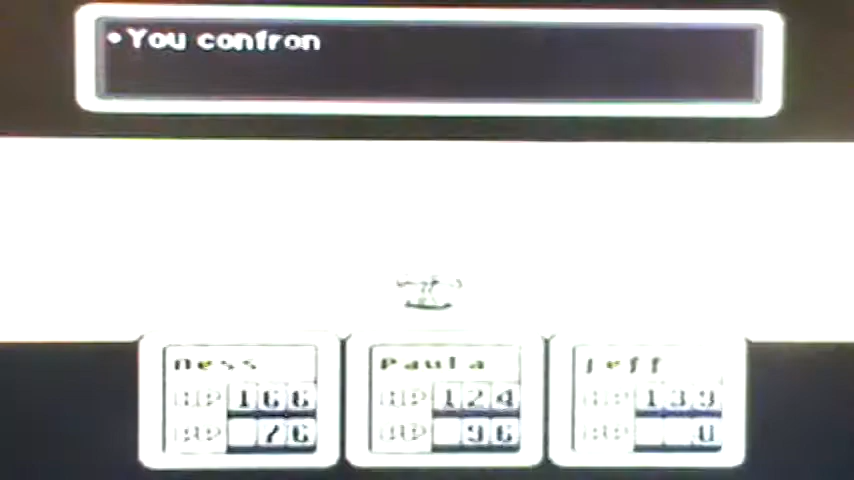 •You confron
Ness Paula Jeff
HP 166 HP 124 HP 139
PP 76 PP 96 PP 0